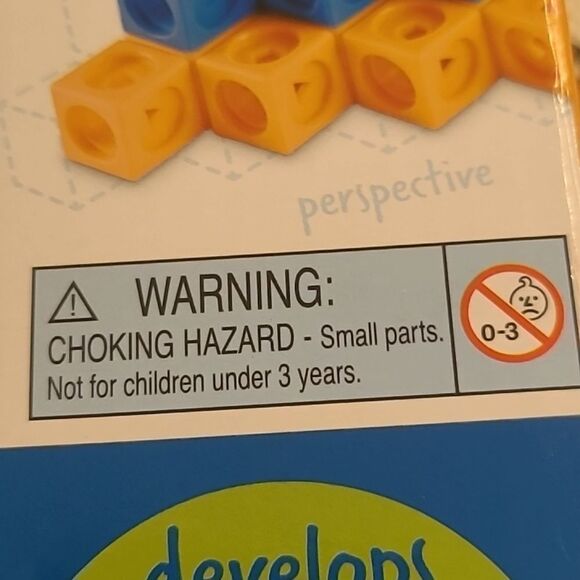 perspective
WARNING:
CHOKING HAZARD - Small parts.
Not for children under 3 years.
0-3
develops